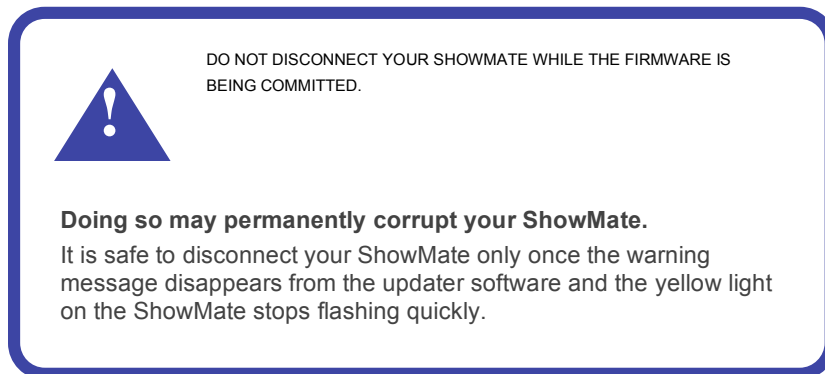 DO NOT DISCONNECT YOUR SHOWMATE WHILE THE FIRMWARE IS
BEING COMMITTED.
!
Doing so may permanently corrupt your ShowMate.
It is safe to disconnect your ShowMate only once the warning
message disappears from the updater software and the yellow light
on the ShowMate stops flashing quickly.